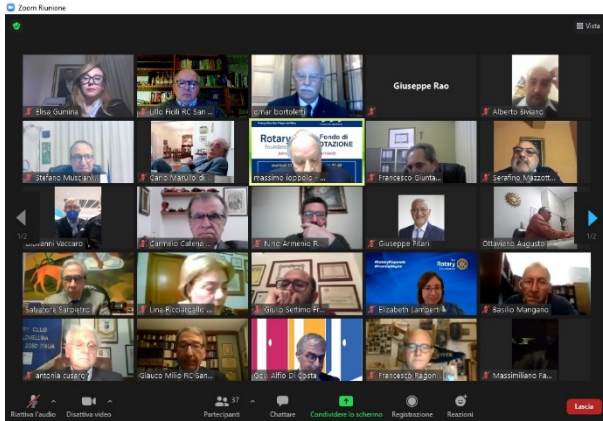 Zoom Riunione
Vista
Elisa Gumina
Lillo Fioli RC San ...
omar bortoletti
Giuseppe Rao
Alberto
Stefano Musciani...
Carlo Marullo di ...
Rotary
Fondo di
DOTAZIONE
massimo ioppolo - ...
Francesco Giunta...
Serafino Mazzott...
1/2
1/2
Giovanni Vaccaro
Carmelo Catena ...
Nino Armenio R...
Giuseppe Pitari
Ottaviano Augusto ...
Rotary
Salvatore Sarpietro
Lina Ricciardello ...
Giulio Settimo Fr...
Elizabeth Lamberti
Basilio Mangano
CLUB
antonia cusaro
Glauco Milio RC San...
Gov. Alfio Di Costa
Francesco Ragon...
Massimiliano Fa...
Riattiva l'audio
Disattiva video
37
Partecipanti
Chattare
Condividere lo schermo
Registrazione
Reazioni
Lascia